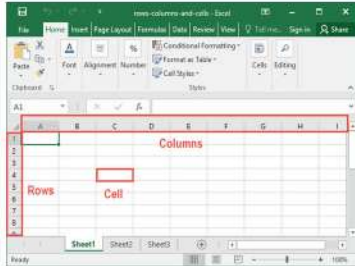 rows-columns-and-cells - Excel
File Home Insert Page Layout Formulas Data Review View Tell me... Sign in Share
Paste Font Alignment Number Conditional Formatting Format as Table Cell Styles Cells Editing
Clipboard Styles
A1 fx
A B C D E F G H I
Columns
1
2
3
4
5
6
7
8
Rows
Cell
Sheet1 Sheet2 Sheet3
Ready 100%